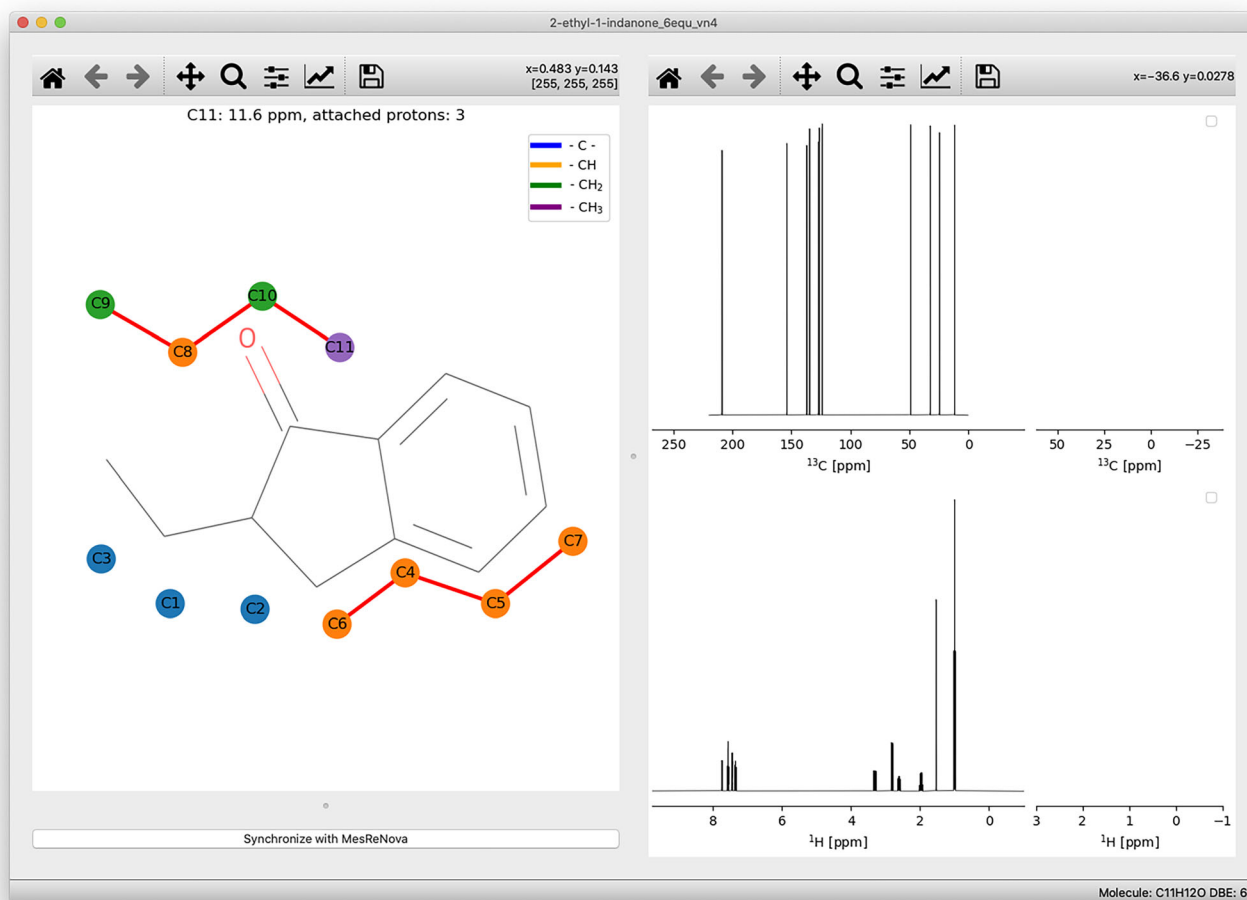 2-ethyl-1-indanone_6equ_vn4
x=0.483 y=0.143
[255, 255, 255]
C11: 11.6 ppm, attached protons: 3
- C -
- CH
- CH₂
- CH₃
C9
C10
C8
O
C11
C3
C1
C2
C4
C7
C5
C6
Synchronize with MesReNova
x=−36.6 y=0.0278
250 200 150 100 50 0
¹³C [ppm]
50 25 0 −25
¹³C [ppm]
8 6 4 2 0
¹H [ppm]
3 2 1 0 −1
¹H [ppm]
Molecule: C11H12O DBE: 6